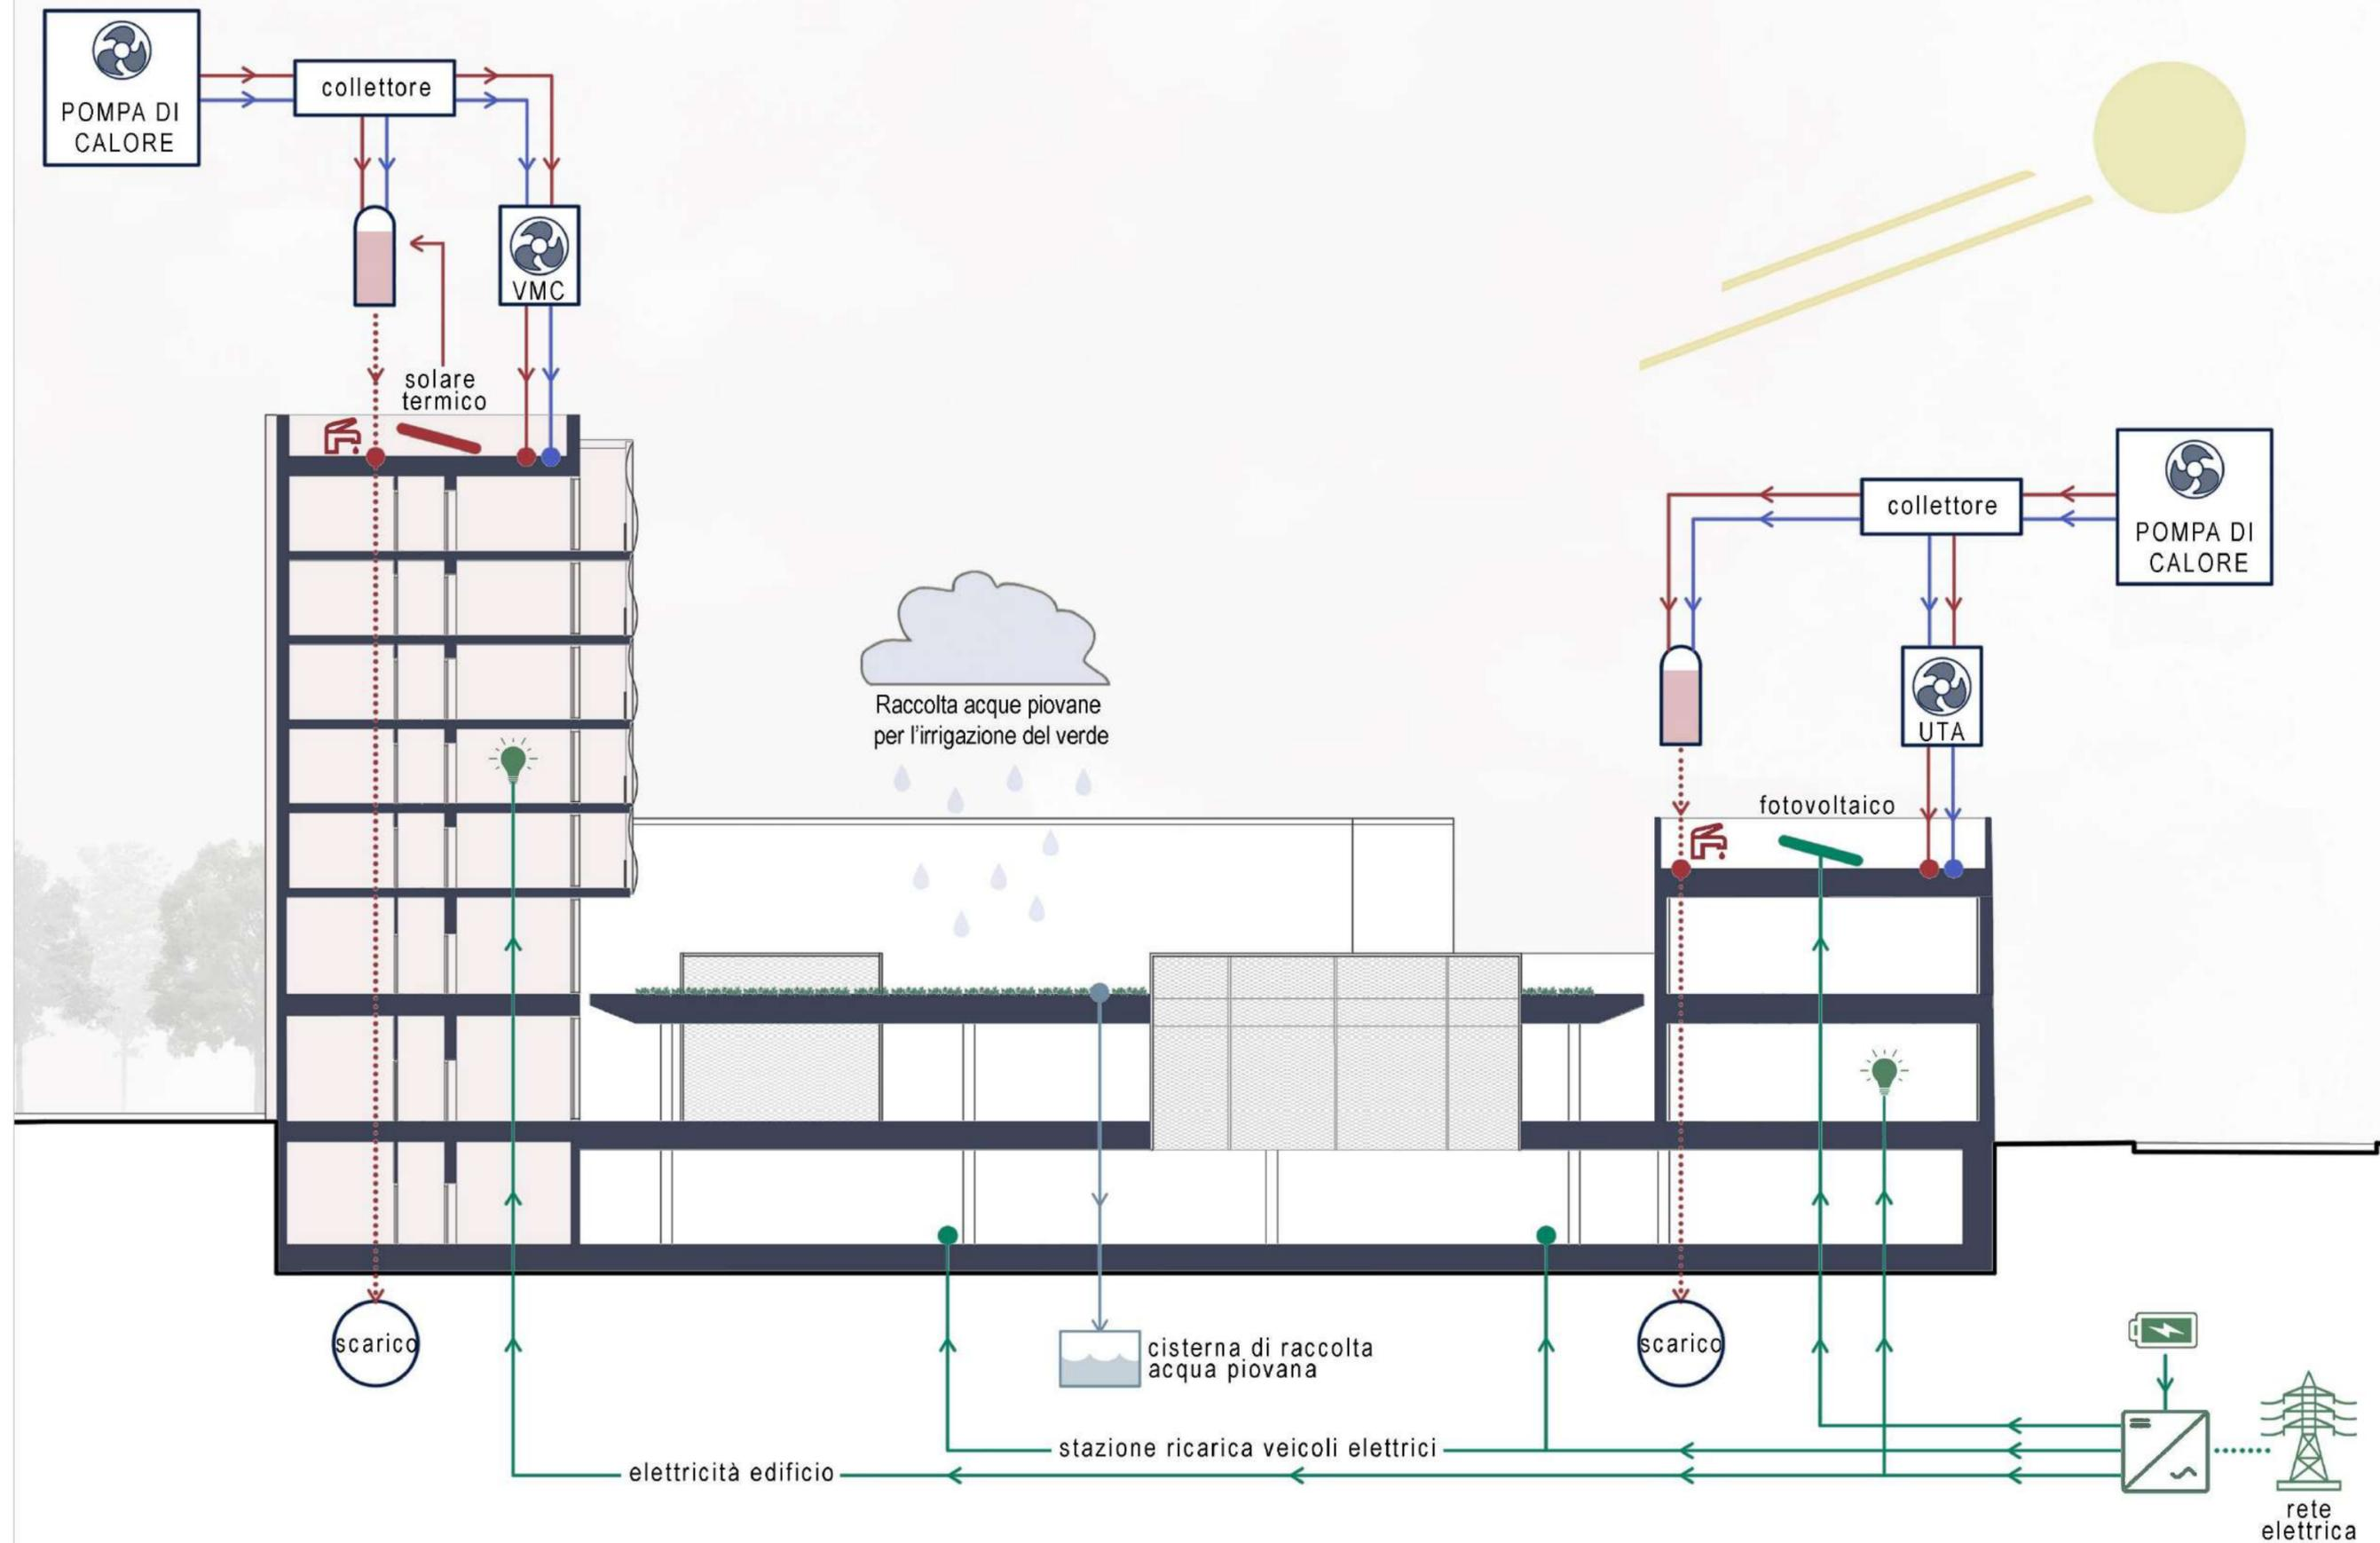 POMPA DI
CALORE
collettore
VMC
solare
termico
collettore
POMPA DI
CALORE
Raccolta acque piovane
per l'irrigazione del verde
UTA
fotovoltaico
scarico
cisterna di raccolta
acqua piovana
scarico
stazione ricarica veicoli elettrici
elettricità edificio
rete
elettrica